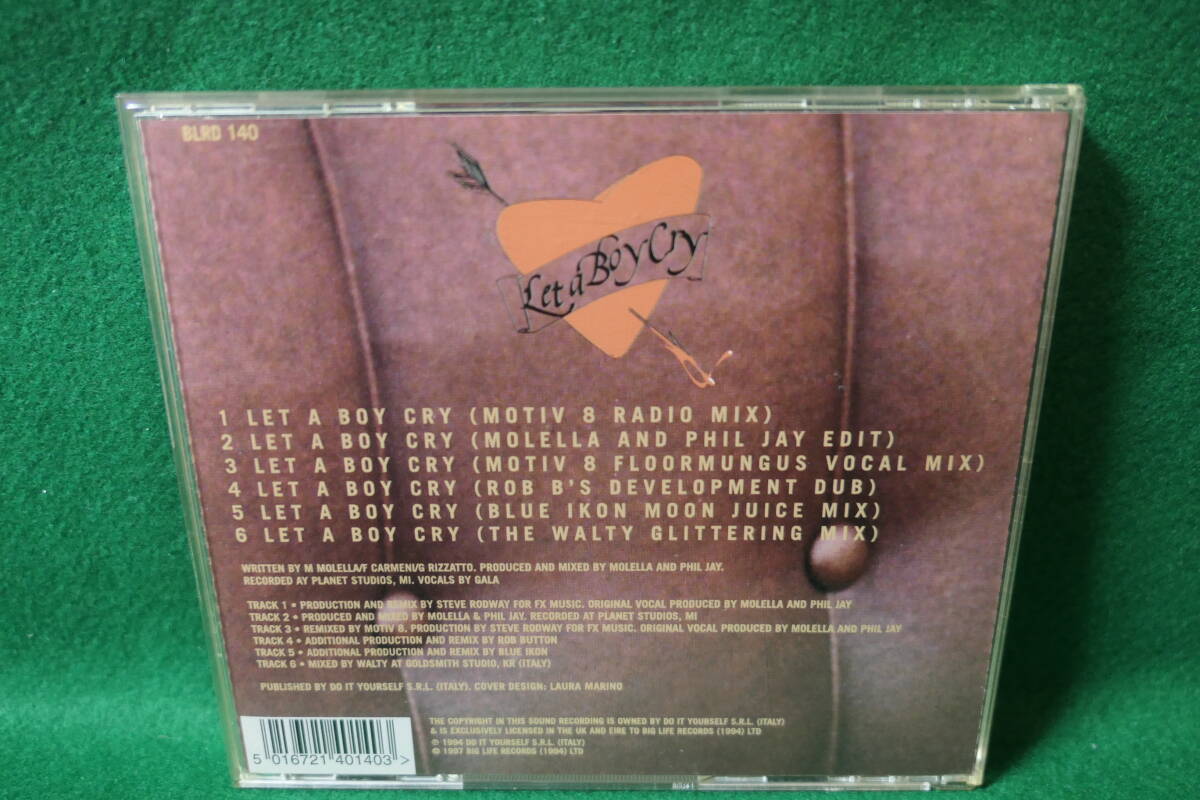 BLRD 140
Let a Boy Cry
1 LET A BOY CRY (MOTIV 8 RADIO MIX)
2 LET A BOY CRY (MOLELLA AND PHIL JAY EDIT)
3 LET A BOY CRY (MOTIV 8 FLOORMUNGUS VOCAL MIX)
4 LET A BOY CRY (ROB B'S DEVELOPMENT DUB)
5 LET A BOY CRY (BLUE IKON MOON JUICE MIX)
6 LET A BOY CRY (THE WALTY GLITTERING MIX)
WRITTEN BY M MOLELLA/F CARMENI/G RIZZATTO. PRODUCED AND MIXED BY MOLELLA AND PHIL JAY.
RECORDED AY PLANET STUDIOS, MI. VOCALS BY GALA
TRACK 1 • PRODUCTION AND REMIX BY STEVE RODWAY FOR FX MUSIC. ORIGINAL VOCAL PRODUCED BY MOLELLA AND PHIL JAY
TRACK 2 • PRODUCED AND MIXED BY MOLELLA & PHIL JAY. RECORDED AT PLANET STUDIOS, MI
TRACK 3 • REMIXED BY MOTIV 8. PRODUCTION BY STEVE RODWAY FOR FX MUSIC. ORIGINAL VOCAL PRODUCED BY MOLELLA AND PHIL JAY
TRACK 4 • ADDITIONAL PRODUCTION AND REMIX BY ROB BUTTON
TRACK 5 • ADDITIONAL PRODUCTION AND REMIX BY BLUE IKON
TRACK 6 • MIXED BY WALTY AT GOLDSMITH STUDIO, KR (ITALY)
PUBLISHED BY DO IT YOURSELF S.R.L. (ITALY). COVER DESIGN: LAURA MARINO
THE COPYRIGHT IN THIS SOUND RECORDING IS OWNED BY DO IT YOUBSELF S.R.L. (ITALY)
& IS EXCLUSIVELY LICENSED IN THE UK AND EIRE TO BIG LIFE RECORDS (1994) LTD
℗ 1994 DO IT YOURSELF S.R.L. (ITALY)
© 1997 BIG LIFE RECORDS (1994) LTD
5 016721 401403 >